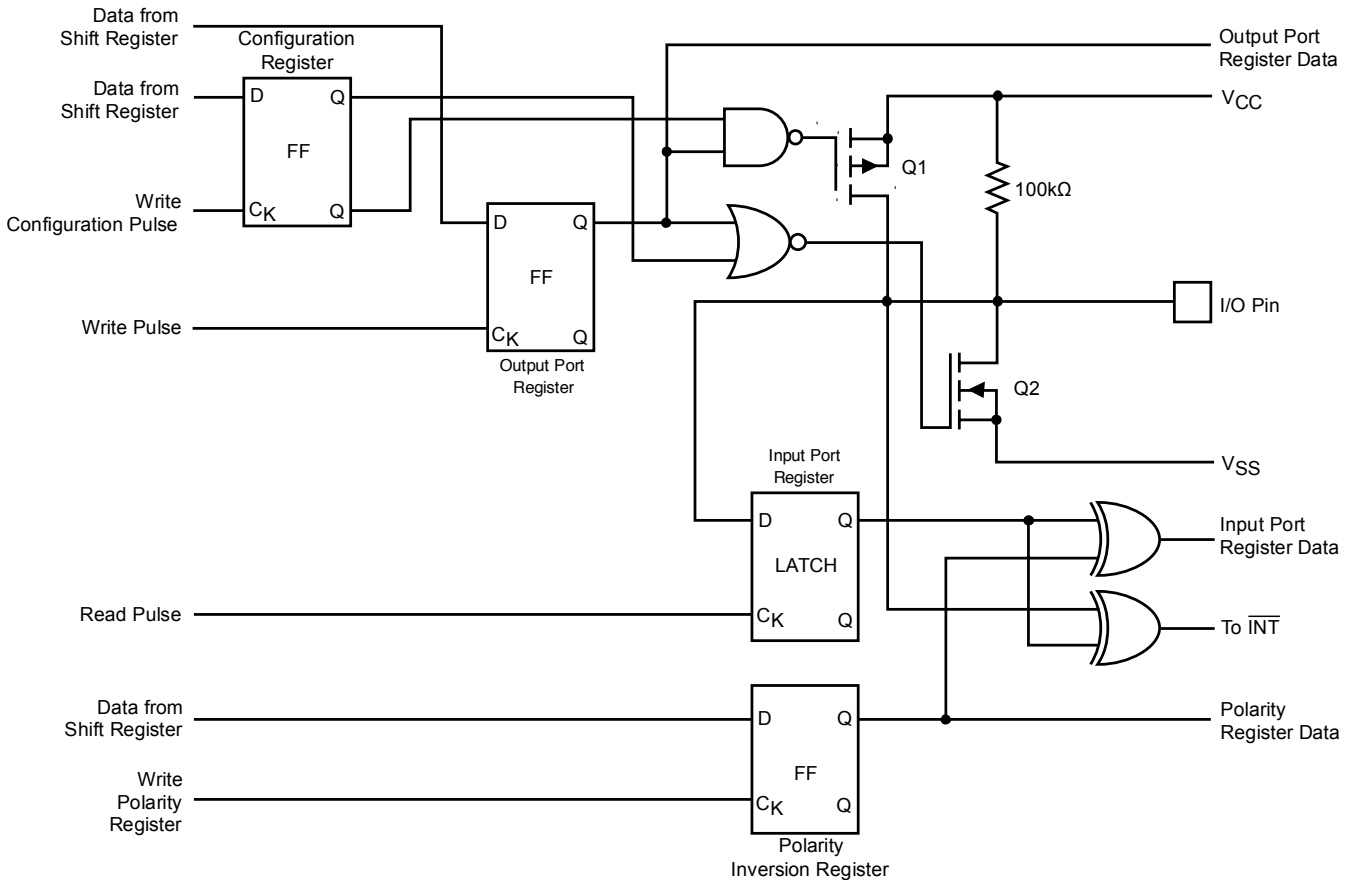 Data from
Shift Register
Configuration
Register
Output Port
Register Data
Data from
Shift Register
D
Q
FF
CK
Q
VCC
Q1
100kΩ
Write
Configuration Pulse
D
Q
FF
CK
Q
Output Port
Register
Write Pulse
I/O Pin
Q2
VSS
Input Port
Register
D
Q
LATCH
CK
Q
Input Port
Register Data
Read Pulse
To INT
Data from
Shift Register
D
Q
FF
CK
Q
Polarity
Register Data
Write
Polarity
Register
Polarity
Inversion Register